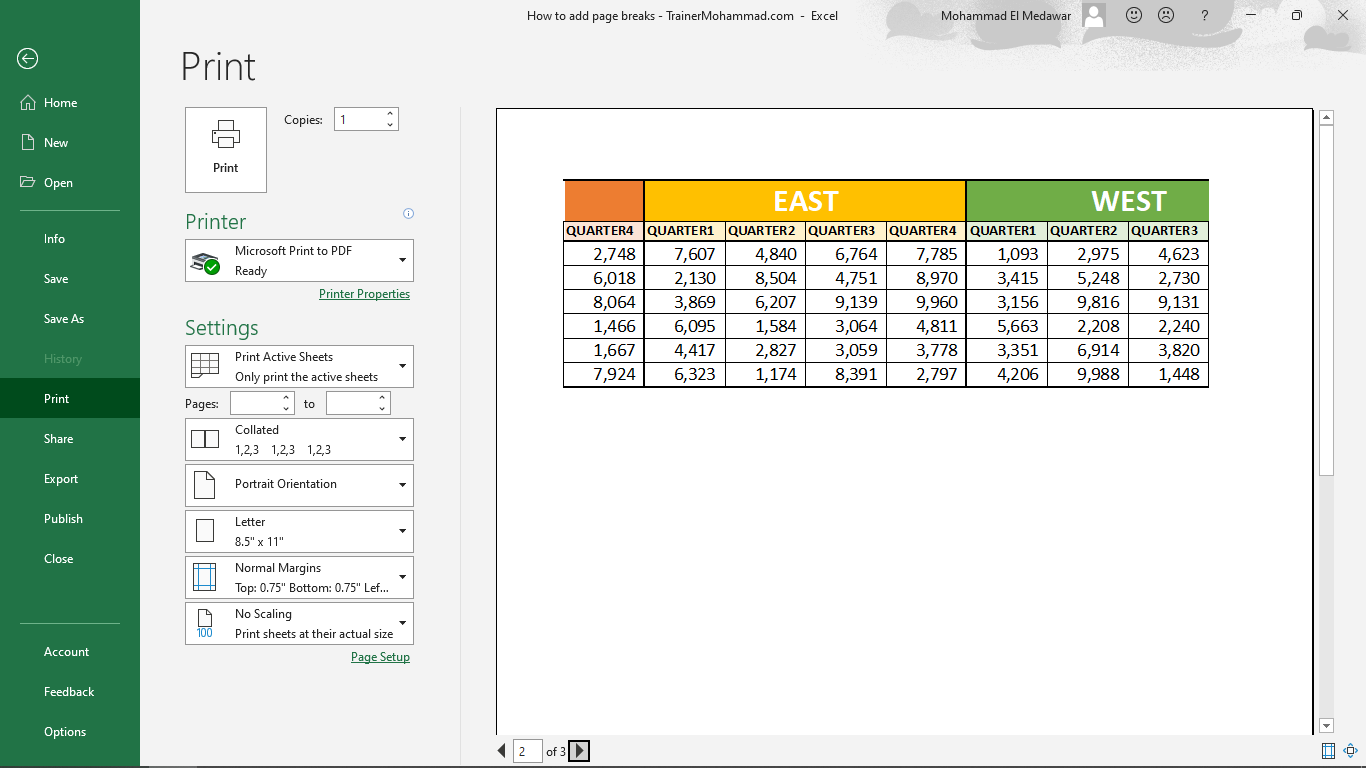 How to add page breaks - TrainerMohammad.com - Excel
Mohammad El Medawar
?
Home
New
Open
Info
Save
Save As
History
Print
Share
Export
Publish
Close
Account
Feedback
Options
Print
Print
Copies: 1
Printer
Microsoft Print to PDF
Ready
Printer Properties
Settings
Print Active Sheets
Only print the active sheets
Pages: to
Collated
1,2,3 1,2,3 1,2,3
Portrait Orientation
Letter
8.5" x 11"
Normal Margins
Top: 0.75" Bottom: 0.75" Lef...
No Scaling
100
Print sheets at their actual size
Page Setup
EAST WEST
QUARTER4 QUARTER1 QUARTER2 QUARTER3 QUARTER4 QUARTER1 QUARTER2 QUARTER3
2,748 7,607 4,840 6,764 7,785 1,093 2,975 4,623
6,018 2,130 8,504 4,751 8,970 3,415 5,248 2,730
8,064 3,869 6,207 9,139 9,960 3,156 9,816 9,131
1,466 6,095 1,584 3,064 4,811 5,663 2,208 2,240
1,667 4,417 2,827 3,059 3,778 3,351 6,914 3,820
7,924 6,323 1,174 8,391 2,797 4,206 9,988 1,448
2 of 3